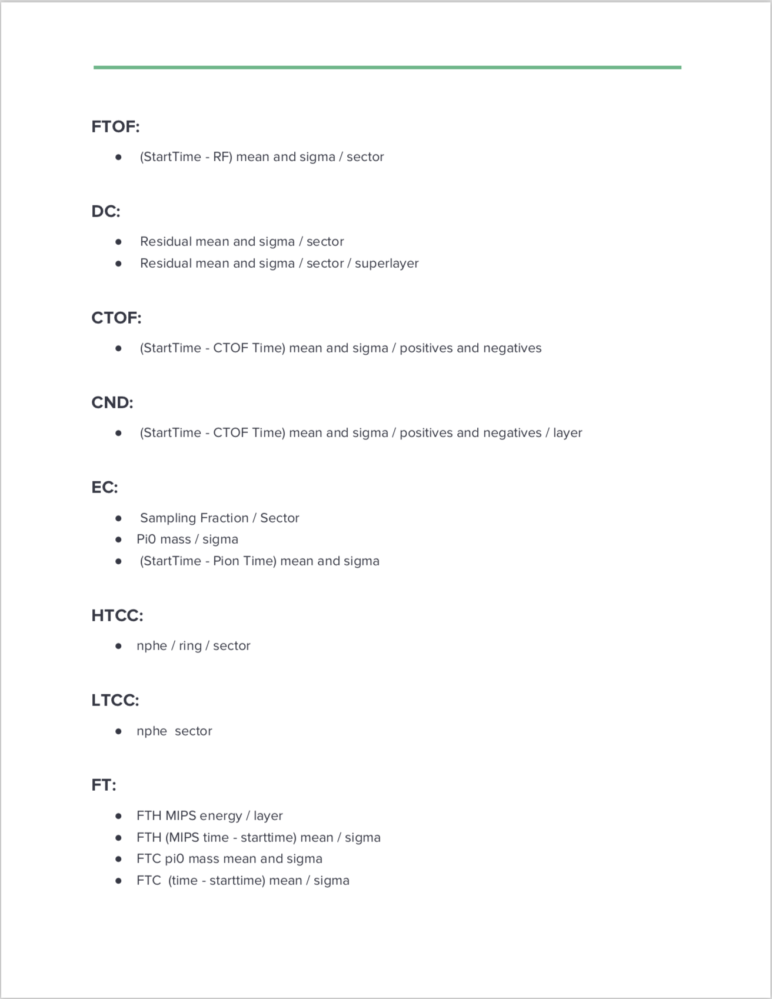 FTOF:
● (StartTime - RF) mean and sigma / sector
DC:
● Residual mean and sigma / sector
● Residual mean and sigma / sector / superlayer
CTOF:
● (StartTime - CTOF Time) mean and sigma / positives and negatives
CND:
● (StartTime - CTOF Time) mean and sigma / positives and negatives / layer
EC:
● Sampling Fraction / Sector
● Pi0 mass / sigma
● (StartTime - Pion Time) mean and sigma
HTCC:
● nphe / ring / sector
LTCC:
● nphe  sector
FT:
● FTH MIPS energy / layer
● FTH (MIPS time - starttime) mean / sigma
● FTC pi0 mass mean and sigma
● FTC  (time - starttime) mean / sigma